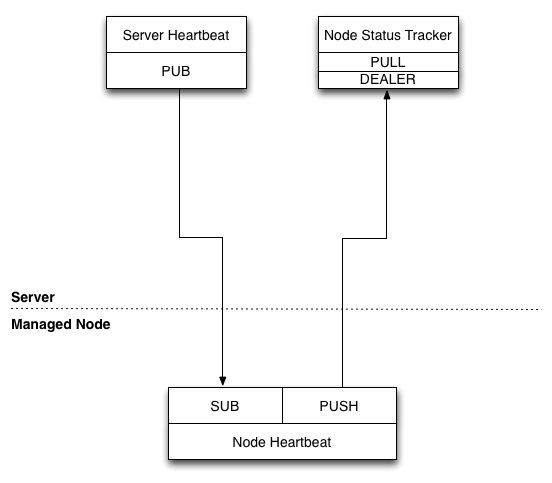 Server Heartbeat
PUB
Node Status Tracker
PULL
DEALER
Server
Managed Node
SUB
PUSH
Node Heartbeat